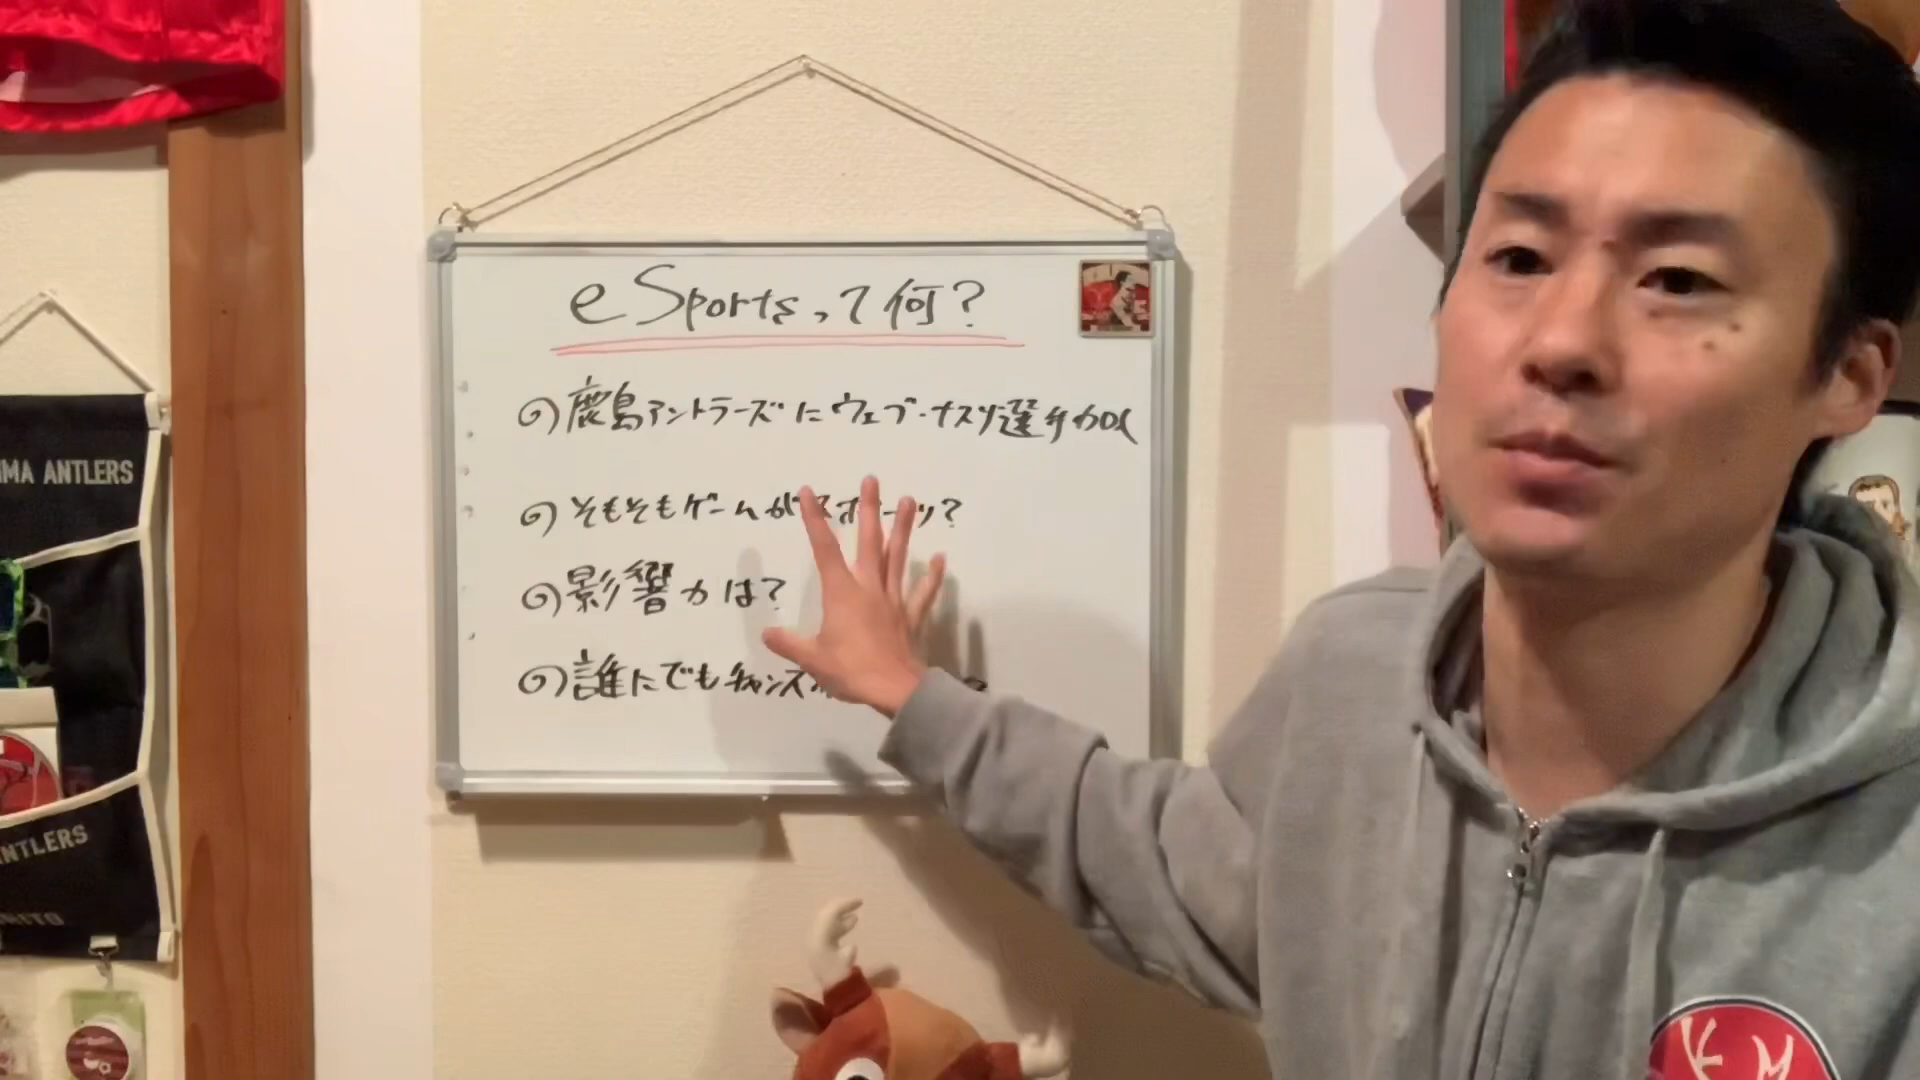 eSportsって何?
の鹿島アントラーズにウェブ・ナスリ選手加入
のそもそもゲームがスポーツ?
の影響力は?
の誰にでもチャンスが
MA ANTLERS
NTLERS